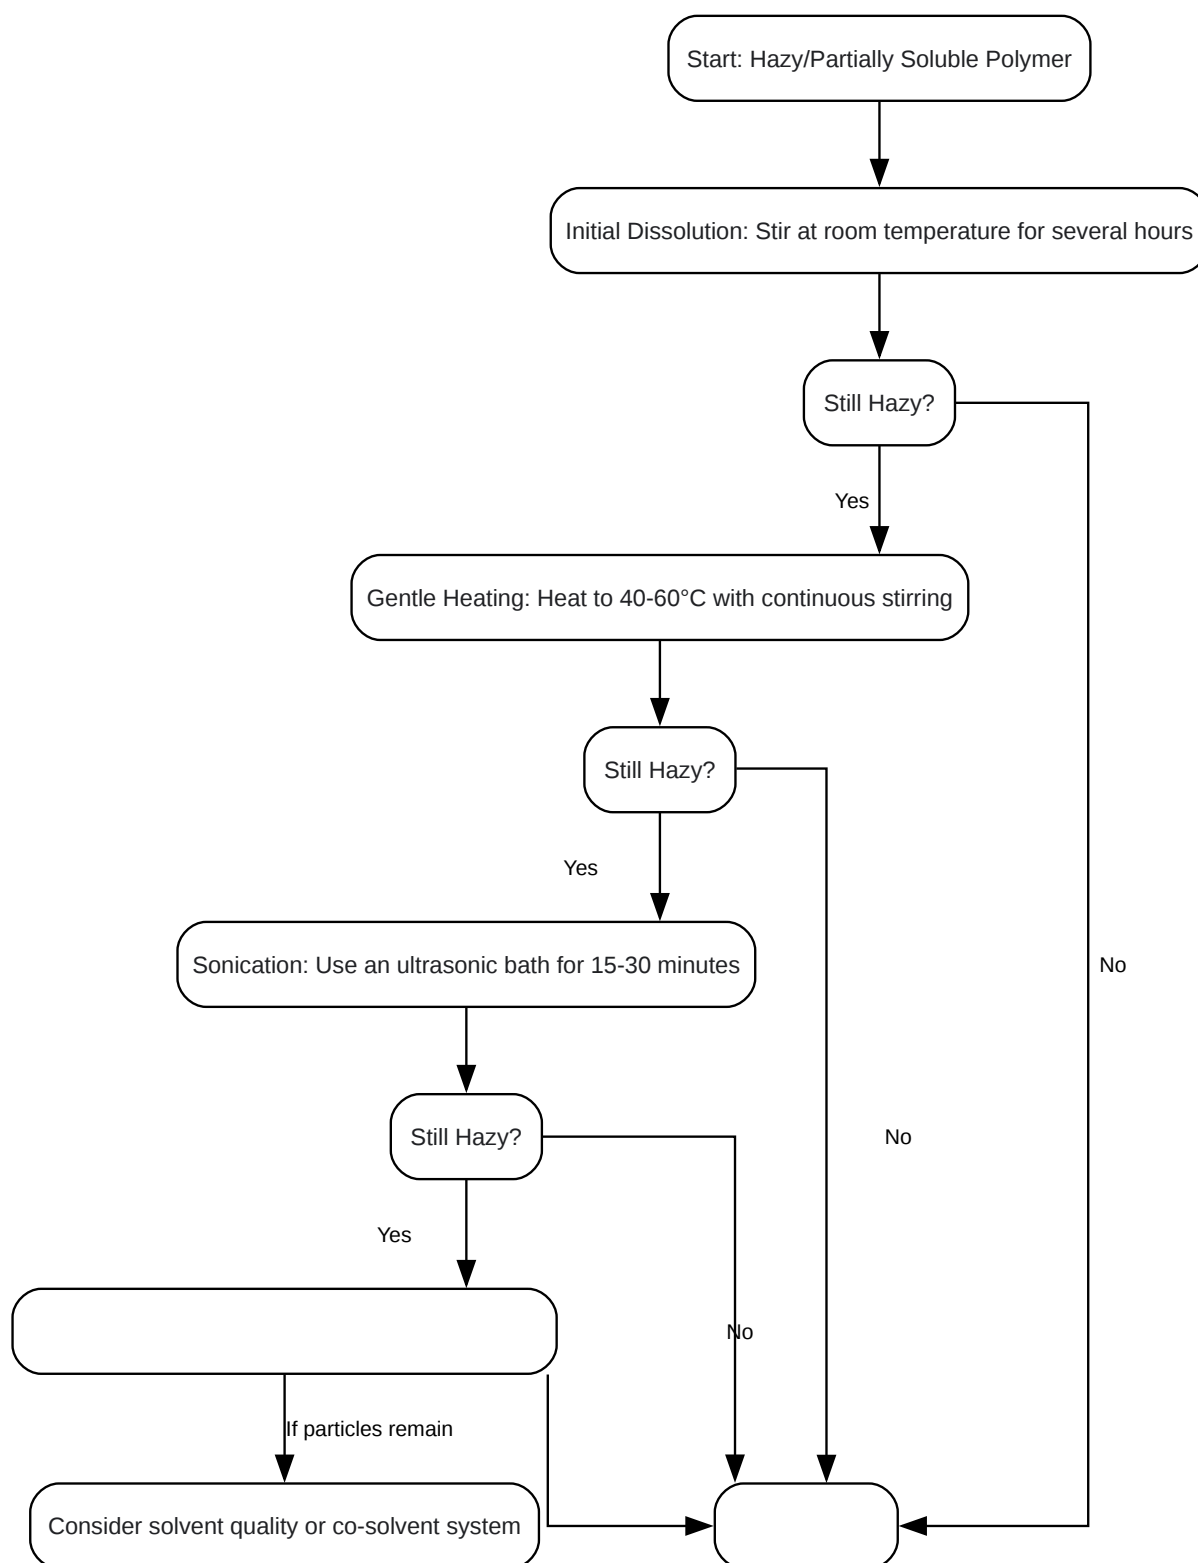 Start: Hazy/Partially Soluble Polymer
Initial Dissolution: Stir at room temperature for several hours
Still Hazy?
Yes
Gentle Heating: Heat to 40-60°C with continuous stirring
Still Hazy?
Yes
Sonication: Use an ultrasonic bath for 15-30 minutes
No
Still Hazy?
No
Yes
No
If particles remain
Consider solvent quality or co-solvent system